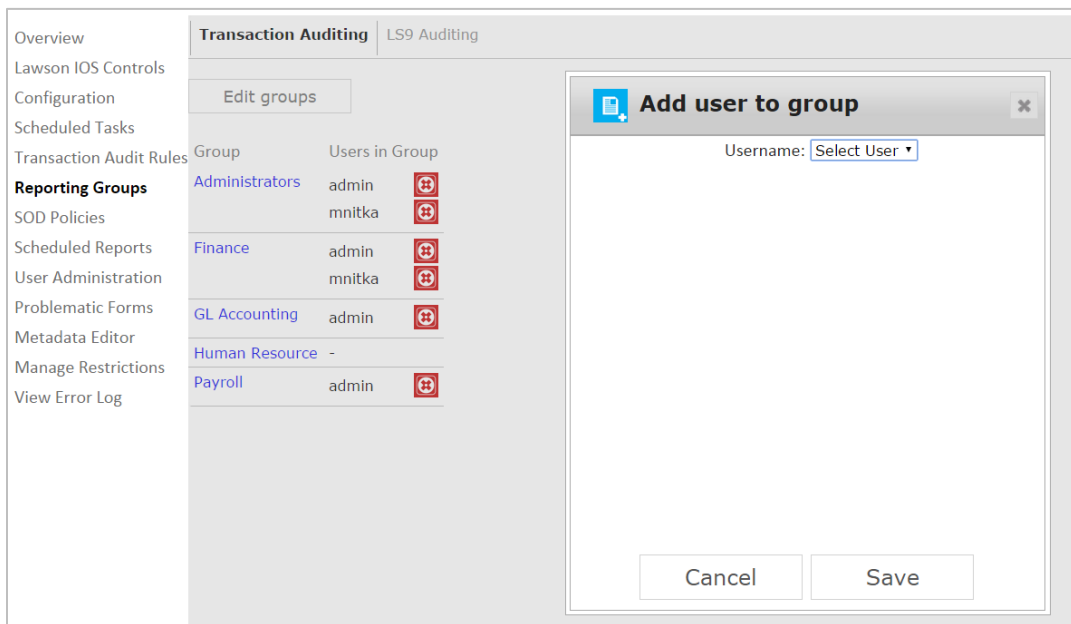 Overview
Lawson IOS Controls
Configuration
Scheduled Tasks
Transaction Audit Rules
Reporting Groups
SOD Policies
Scheduled Reports
User Administration
Problematic Forms
Metadata Editor
Manage Restrictions
View Error Log
Transaction Auditing LS9 Auditing
Edit groups
Group Users in Group
Administrators admin
mnitka
Finance admin
mnitka
GL Accounting admin
Human Resource -
Payroll admin
Add user to group
Username: Select User
Cancel Save